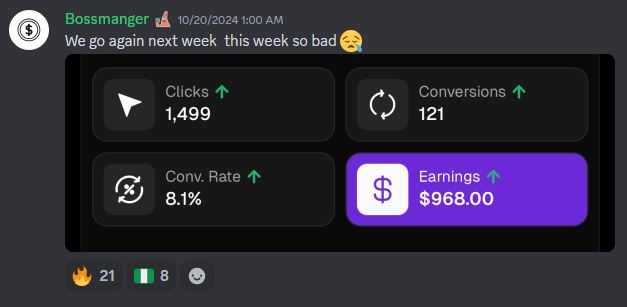 Bossmanger 10/20/2024 1:00 AM
We go again next week this week so bad
Clicks
1,499
Conversions
121
Conv. Rate
8.1%
Earnings
$968.00
21 8